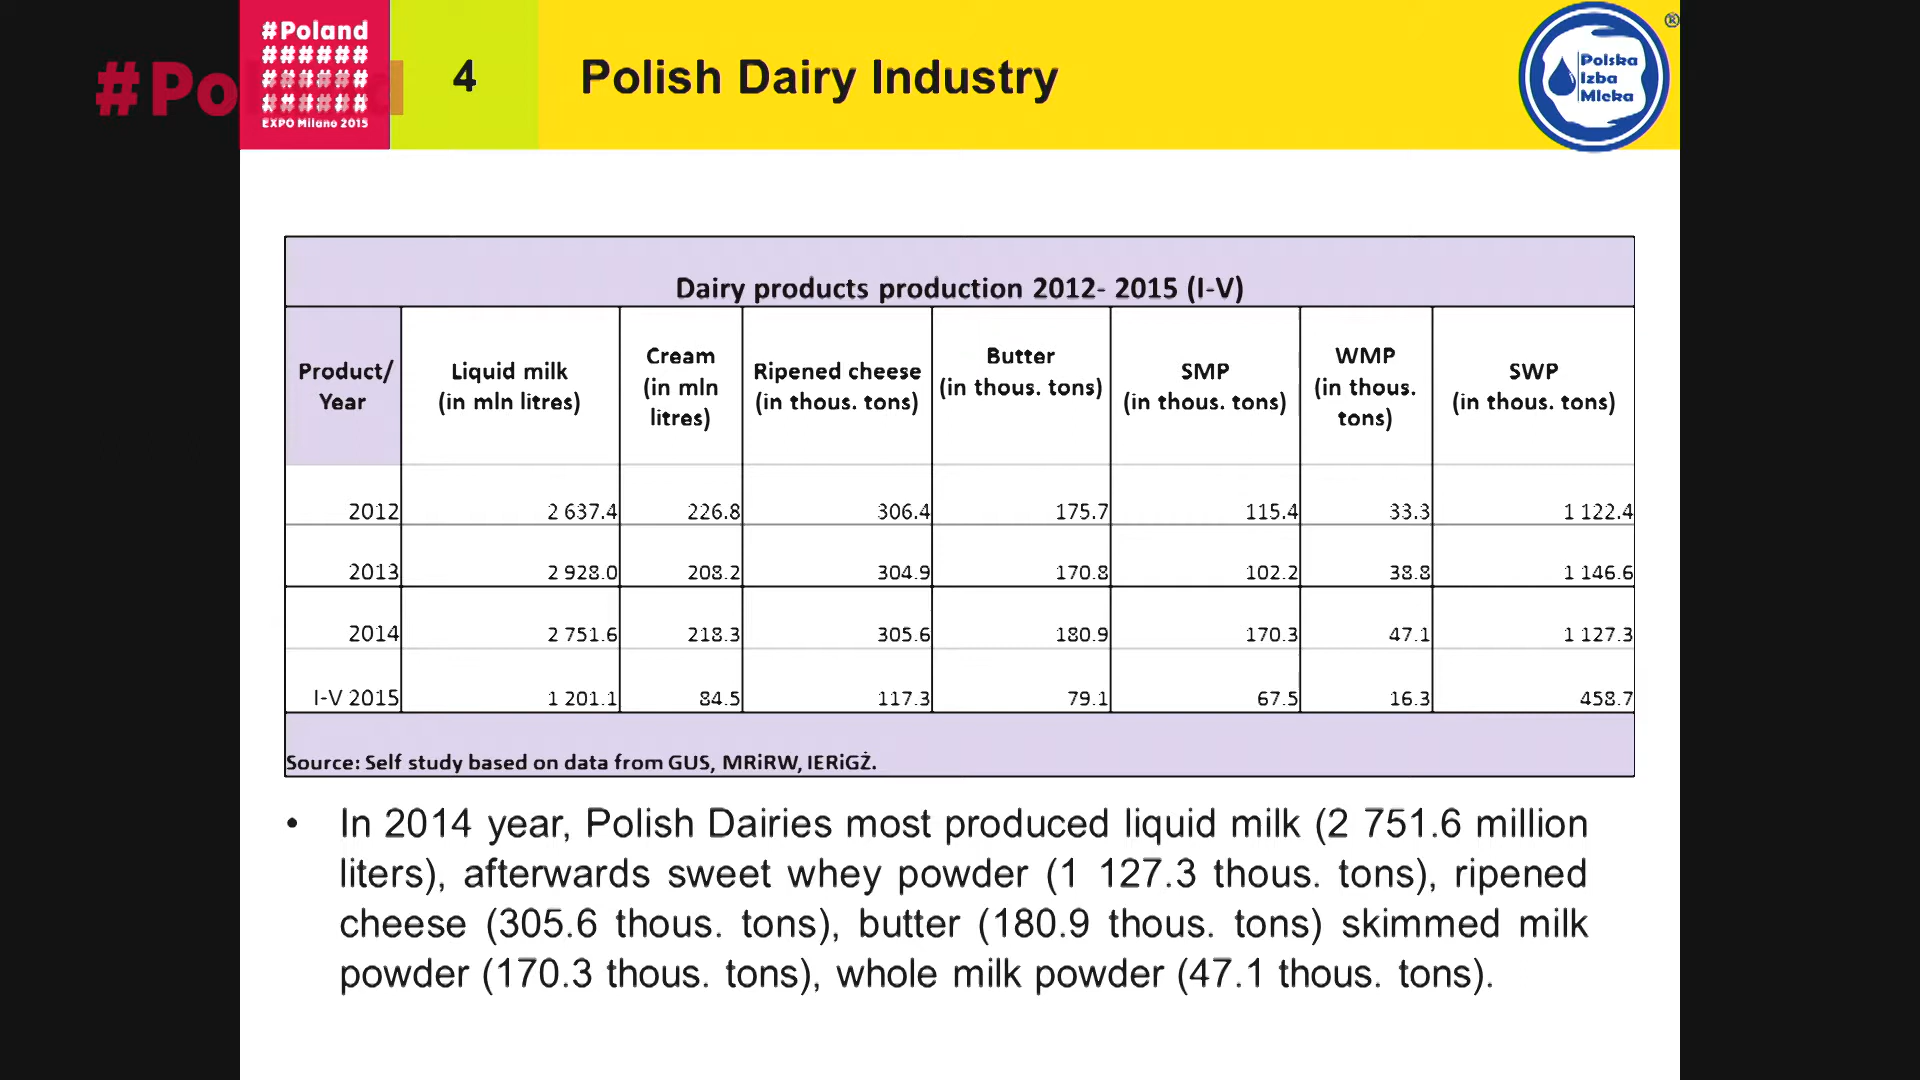 #Poland
EXPO Milano 2015
#Po
4
Polish Dairy Industry
Polska
Izba
Mleka
®
Dairy products production 2012- 2015 (I-V)
Product/ Year
Liquid milk (in mln litres)
Cream (in mln litres)
Ripened cheese (in thous. tons)
Butter (in thous. tons)
SMP (in thous. tons)
WMP (in thous. tons)
SWP (in thous. tons)
2012 2 637.4 226.8 306.4 175.7 115.4 33.3 1 122.4
2013 2 928.0 208.2 304.9 170.8 102.2 38.8 1 146.6
2014 2 751.6 218.3 305.6 180.9 170.3 47.1 1 127.3
I-V 2015 1 201.1 84.5 117.3 79.1 67.5 16.3 458.7
Source: Self study based on data from GUS, MRiRW, IERiGŻ.
• In 2014 year, Polish Dairies most produced liquid milk (2 751.6 million
liters), afterwards sweet whey powder (1 127.3 thous. tons), ripened
cheese (305.6 thous. tons), butter (180.9 thous. tons) skimmed milk
powder (170.3 thous. tons), whole milk powder (47.1 thous. tons).